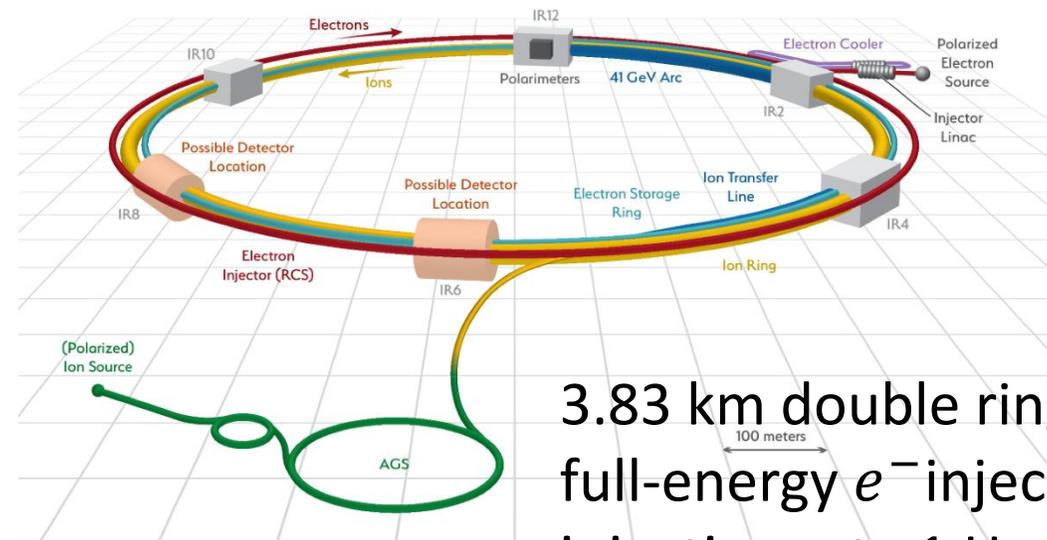 IR12
Electrons
IR10
Ions
Polarimeters
41 GeV Arc
Electron Cooler
Polarized
Electron
Source
IR2
Injector
Linac
Possible Detector
Location
Possible Detector
Location
Electron Storage
Ring
Ion Transfer
Line
IR8
IR4
Electron
Injector (RCS)
IR6
Ion Ring
(Polarized)
Ion Source
AGS
100 meters
3.83 km double rin
full-energy e⁻ injec